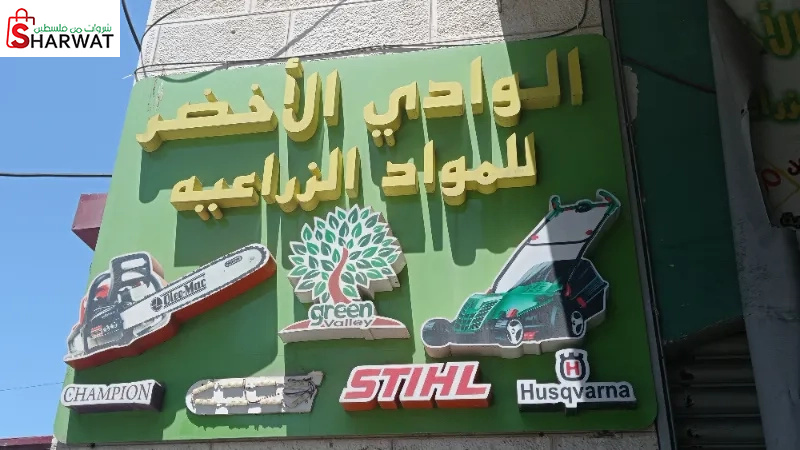 شروات من فلسطين
SHARWAT
الوادي الأخضر
للمواد الزراعيه
Oleo-Mac
green
Valley
CHAMPION
STIHL
H
Husqvarna